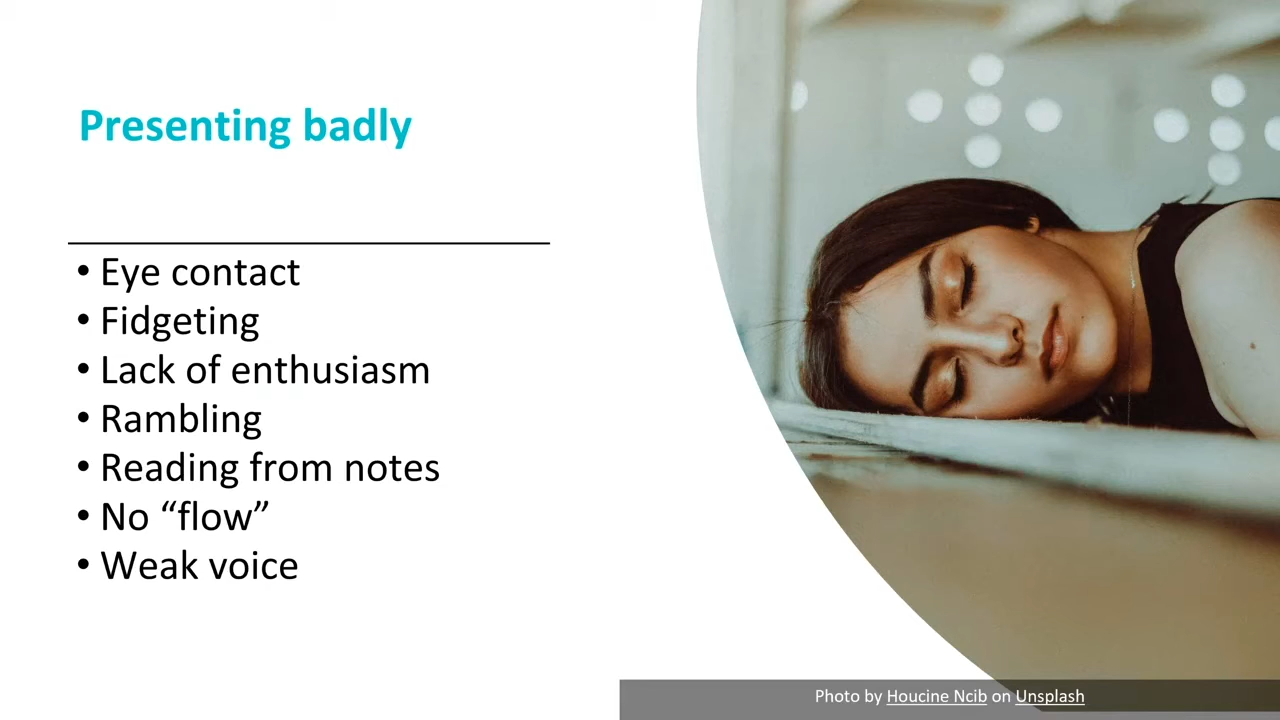 Presenting badly
• Eye contact
• Fidgeting
• Lack of enthusiasm
• Rambling
• Reading from notes
• No “flow”
• Weak voice
Photo by Houcine Ncib on Unsplash